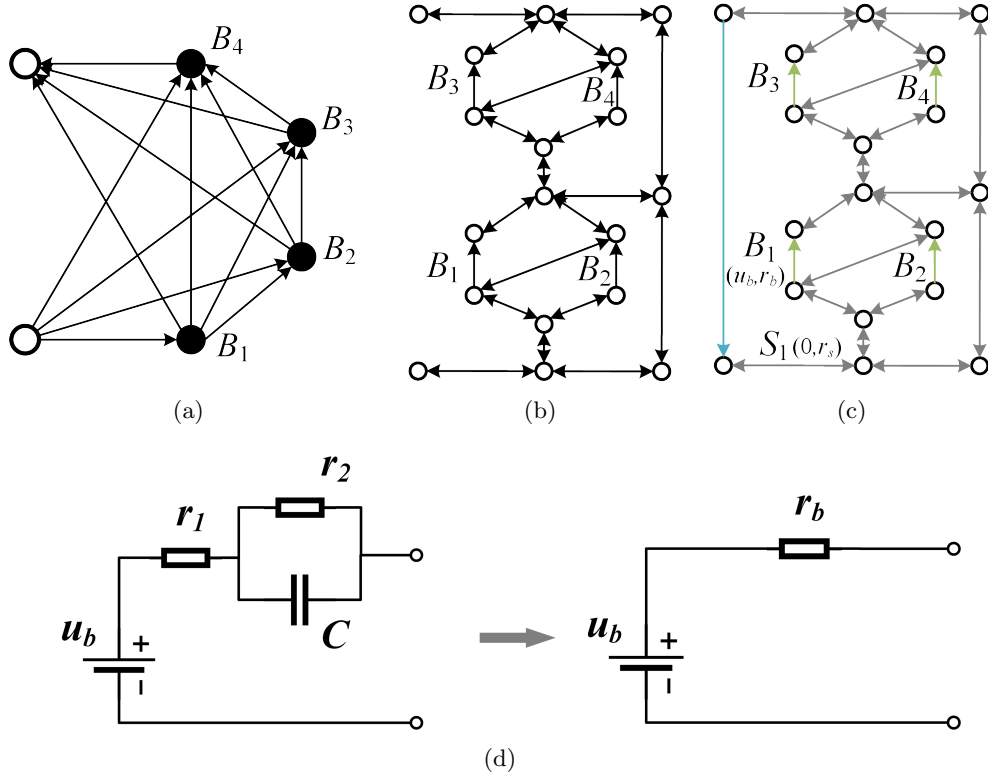 B4
B3
B2
B1
(a)
B3
B4
B1
B2
(b)
B3
B4
B1
(ub,rb)
B2
S1(0,rs)
(c)
r2
r1
C
ub
+
−
rb
ub
+
−
(d)